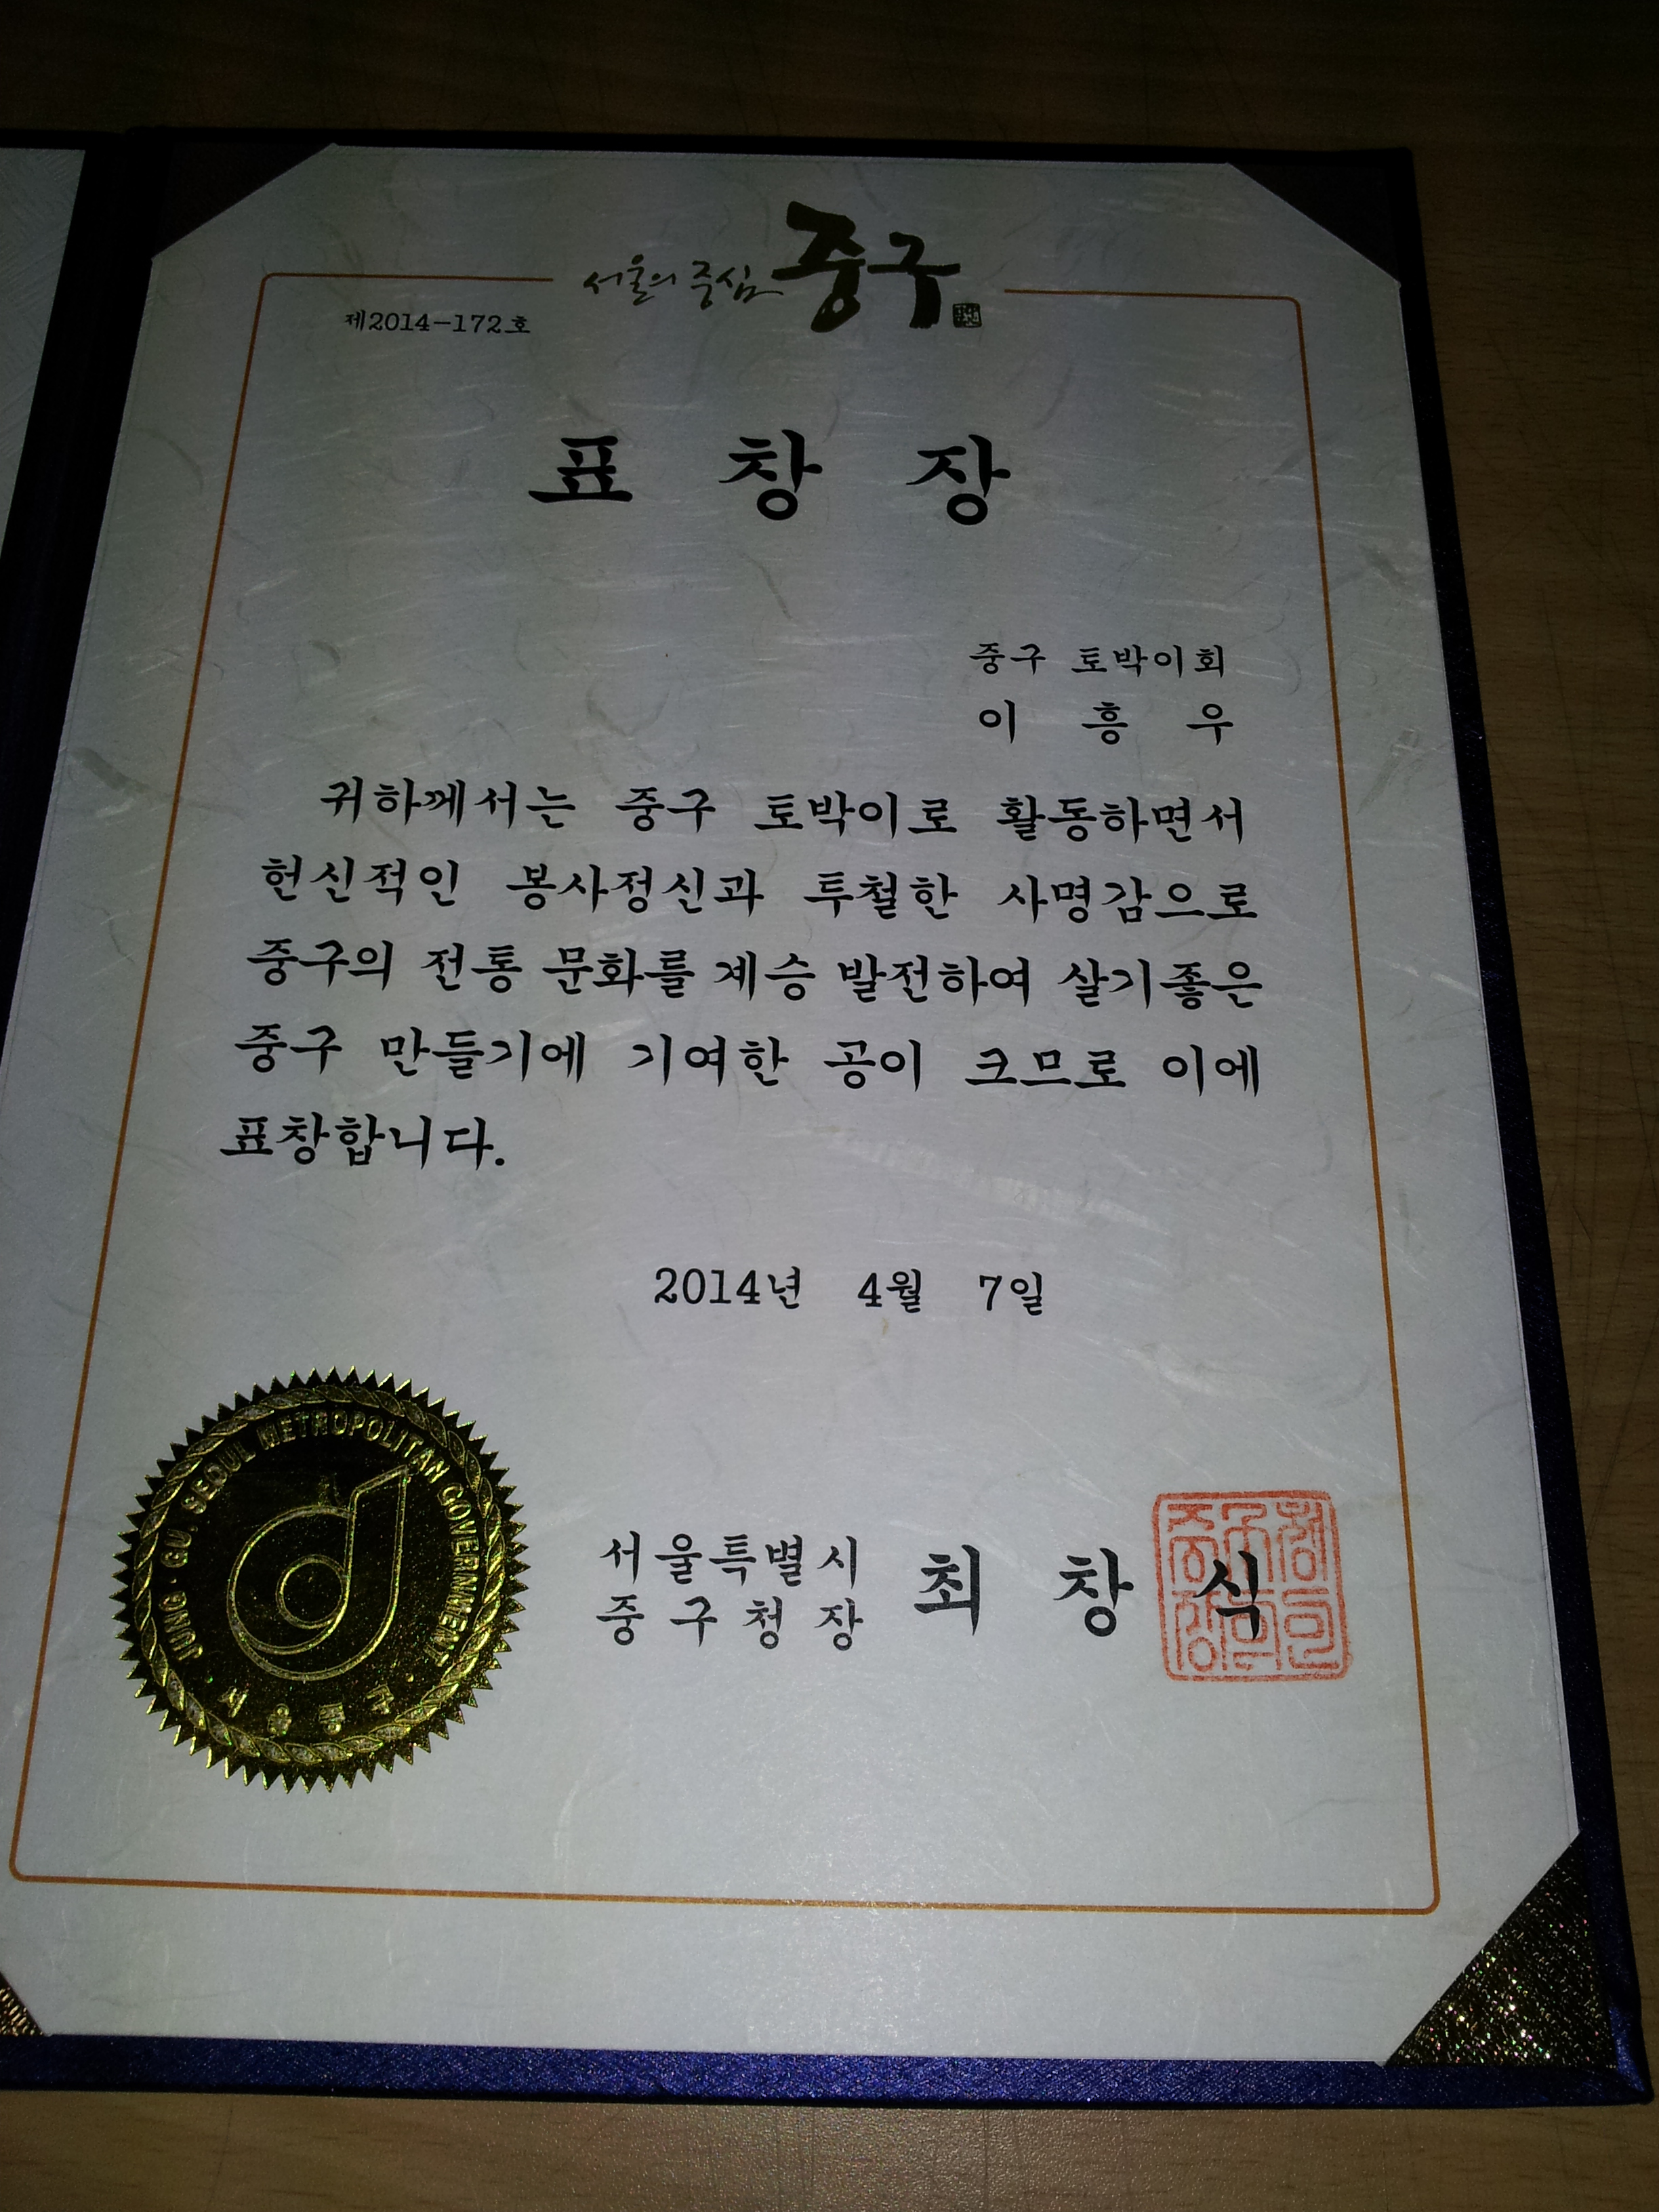 서울의 중심 중구
제2014-172호
표 창 장
중구 토박이회
이 흥 우
귀하께서는 중구 토박이로 활동하면서
헌신적인 봉사정신과 투철한 사명감으로
중구의 전통 문화를 계승 발전하여 살기좋은
중구 만들기에 기여한 공이 크므로 이에
표창합니다.
2014년 4월 7일
JUNG·GU. SEOUL METROPOLITAN GOVERNMENT
서울중구
서울특별시
중구청장 최 창 식